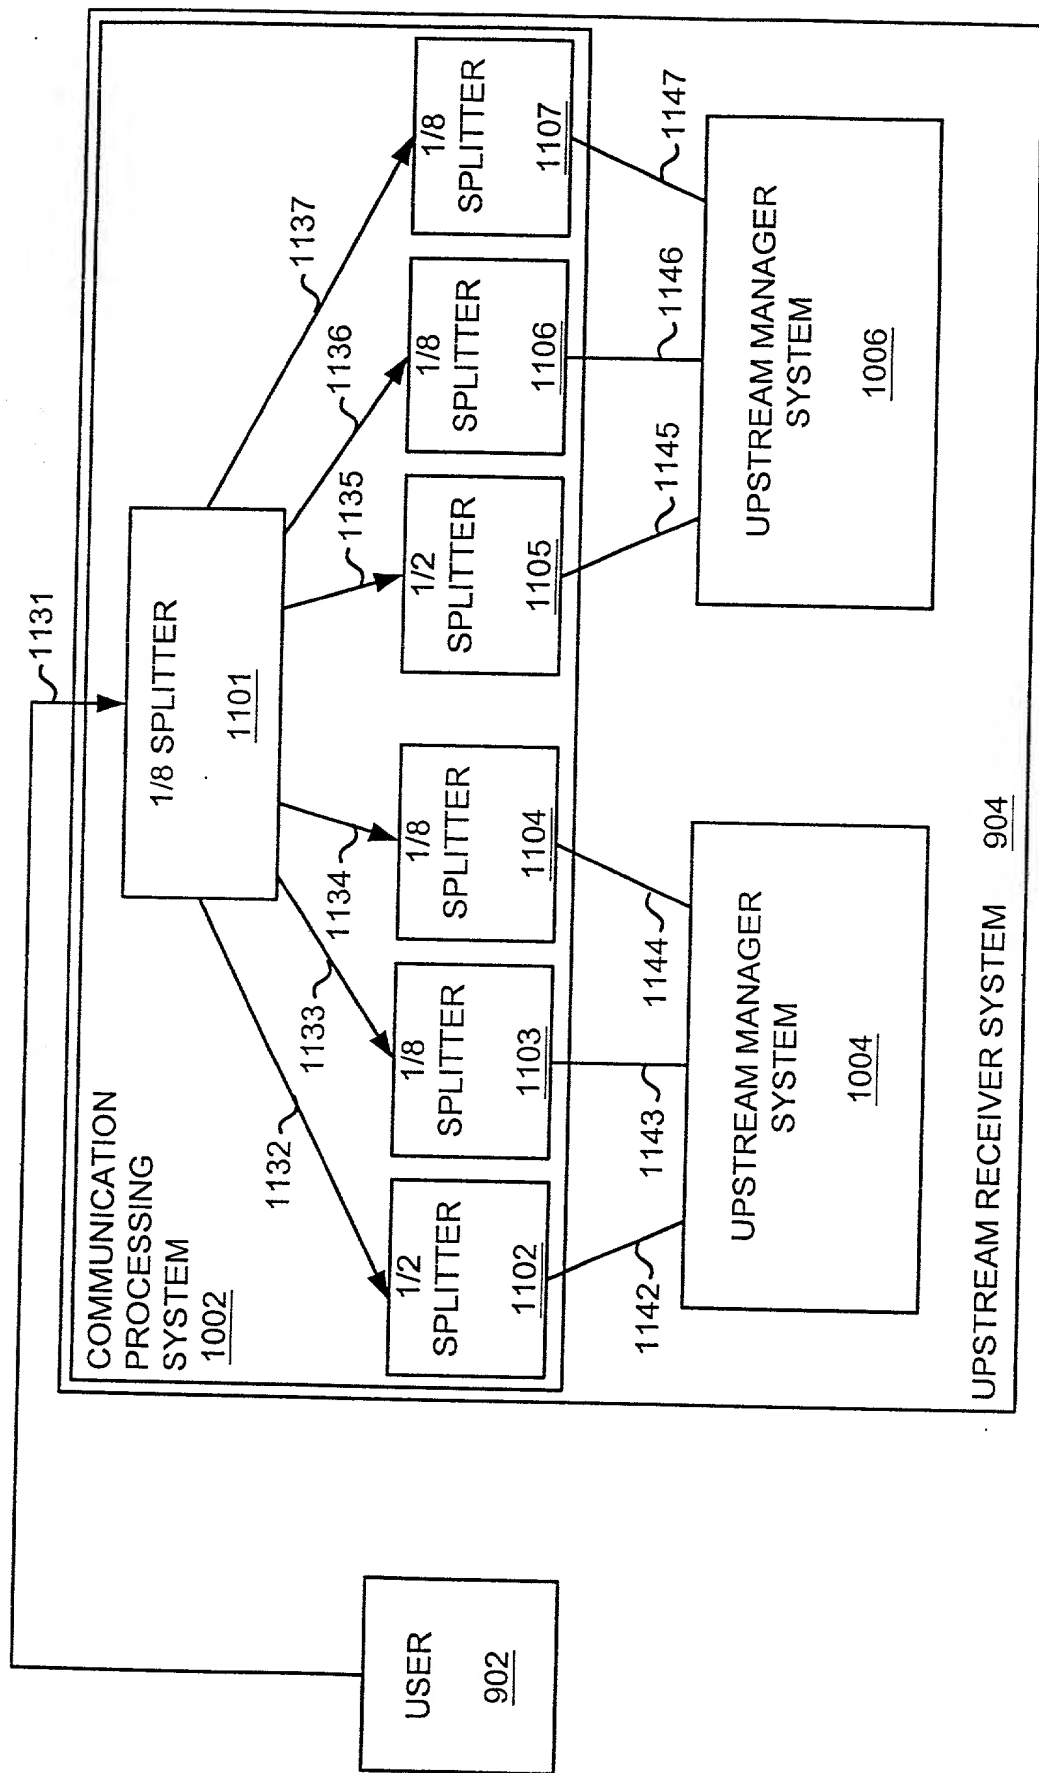 USER
902
1131
COMMUNICATION
PROCESSING
SYSTEM
1002
1/8 SPLITTER
1101
1132
1133
1134
1135
1136
1137
1/2
SPLITTER
1102
1/8
SPLITTER
1103
1/8
SPLITTER
1104
1/2
SPLITTER
1105
1/8
SPLITTER
1106
1/8
SPLITTER
1107
1142
1143
1144
1145
1146
1147
UPSTREAM MANAGER
SYSTEM
1004
UPSTREAM MANAGER
SYSTEM
1006
UPSTREAM RECEIVER SYSTEM 904